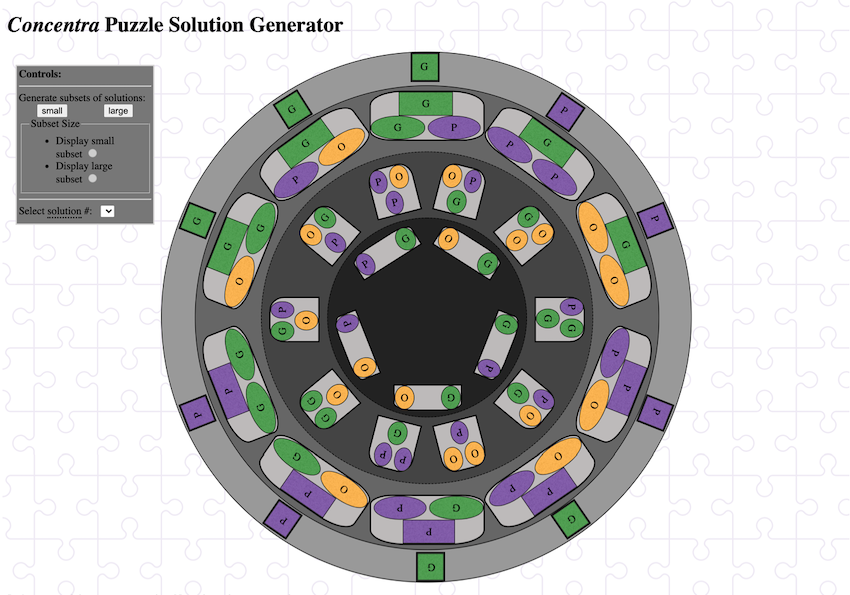 Concentra Puzzle Solution Generator
Controls:
Generate subsets of solutions:
small large
Subset Size
Display small
subset
Display large
subset
Select solution #:
G
G
P
G
G P
G
P O
G
P P
G
P
G
G
O
O
G
O
P O
P
O P
G
G
O P
G
O O
G
P
O
G
P
G
O
P
G
G
P
O
G
P
P
G
G
P
G
G
P
G
G
P
P
O
P
O
O
G
G
O
G
P
O
O
G
P
P
P
O
O
P
P
G
O
P
O
P
P
P
G
P
G
G